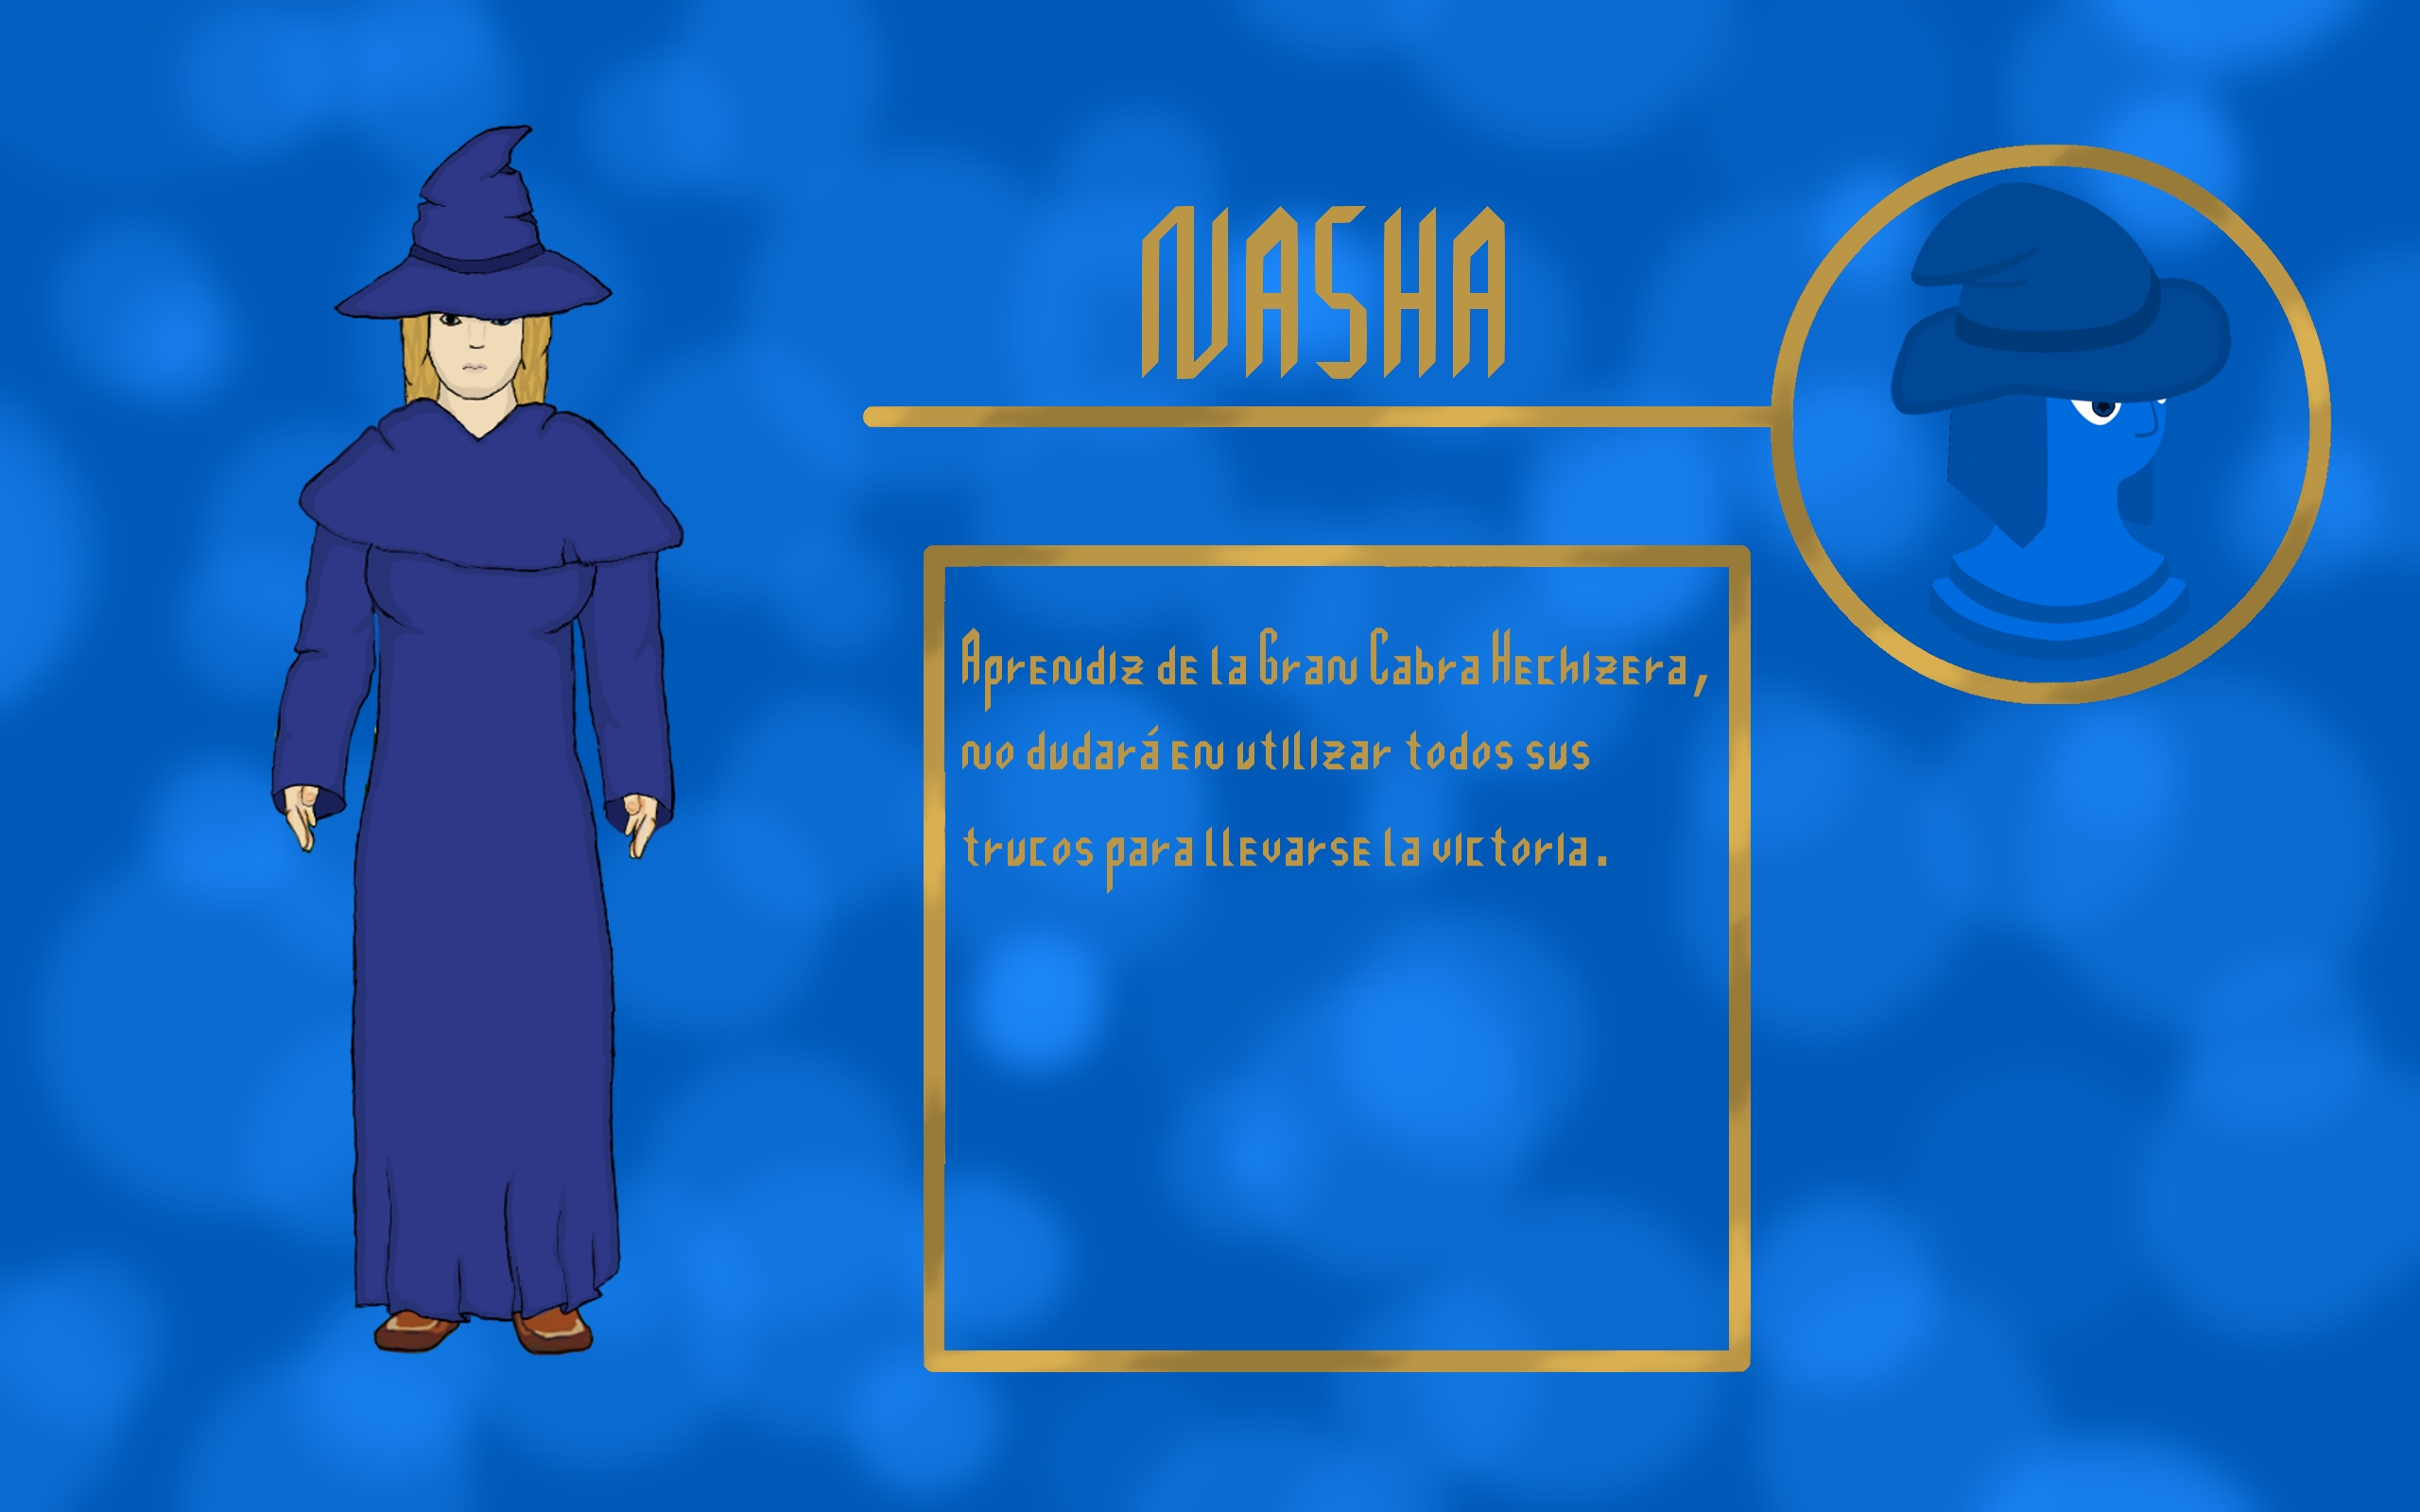 NASHA
Aprendiz de la Gran Cabra Hechizera,
no dudará en utilizar todos sus
trucos para llevarse la victoria.